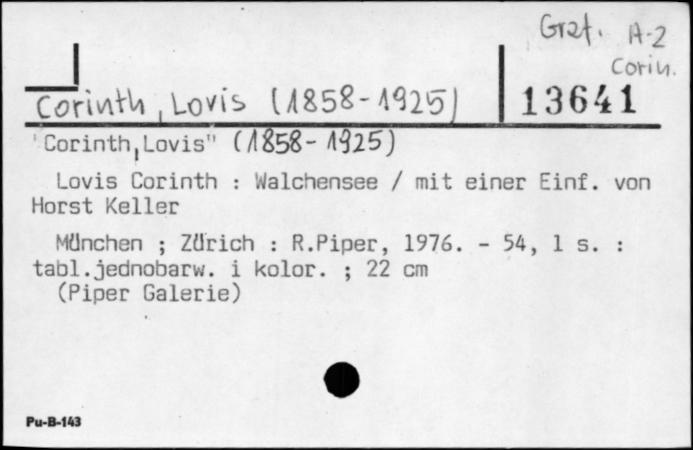 Graf. A-2
Corin.
Corinth, Lovis (1858-1925) 13641
"Corinth, Lovis" (1858-1925)
Lovis Corinth : Walchensee / mit einer Einf. von
Horst Keller
München ; Zürich : R.Piper, 1976. - 54, 1 s. :
tabl.jednobarw. i kolor. ; 22 cm
(Piper Galerie)
Pu-B-143